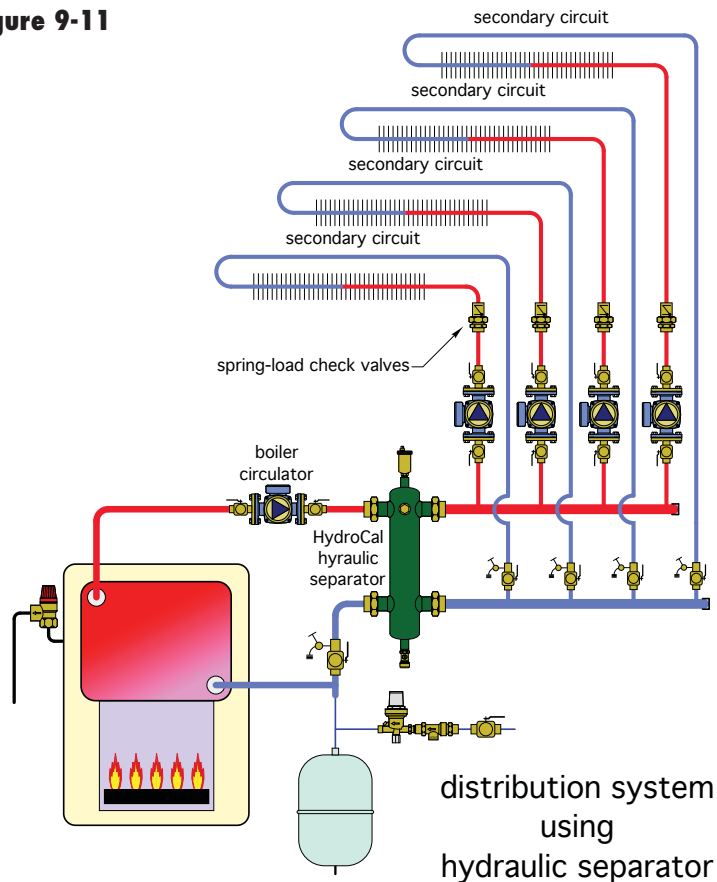 gure 9-11
secondary circuit
secondary circuit
secondary circuit
secondary circuit
spring-load check valves
boiler
circulator
HydroCal
hyraulic
separator
distribution system
using
hydraulic separator